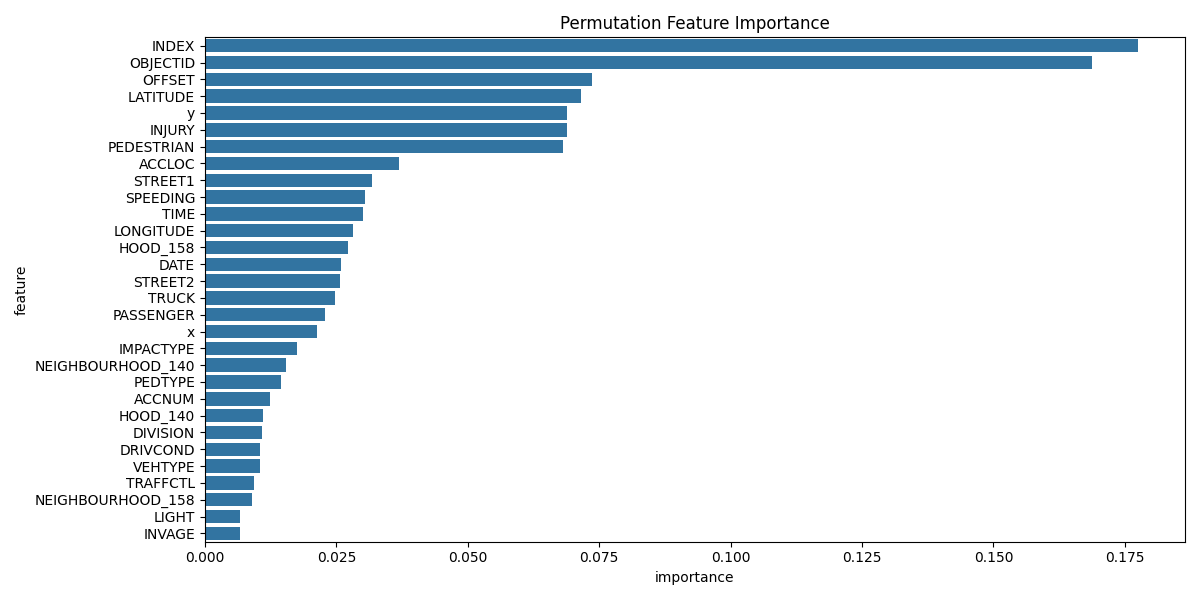 Permutation Feature Importance
INDEX
OBJECTID
OFFSET
LATITUDE
y
INJURY
PEDESTRIAN
ACCLOC
STREET1
SPEEDING
TIME
LONGITUDE
HOOD_158
DATE
STREET2
TRUCK
PASSENGER
x
IMPACTYPE
NEIGHBOURHOOD_140
PEDTYPE
ACCNUM
HOOD_140
DIVISION
DRIVCOND
VEHTYPE
TRAFFCTL
NEIGHBOURHOOD_158
LIGHT
INVAGE
feature
0.000 0.025 0.050 0.075 0.100 0.125 0.150 0.175
importance